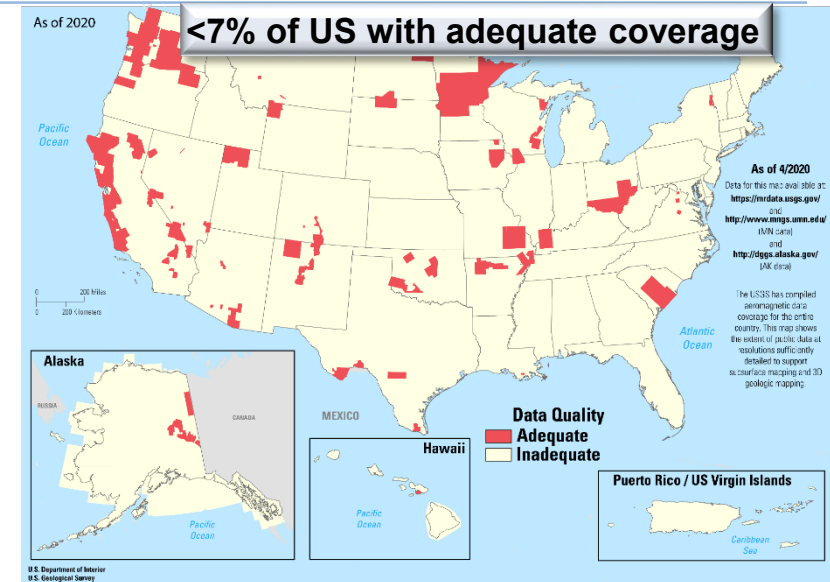 As of 2020
<7% of US with adequate coverage
Pacific
Ocean
As of 4/2020
Data for this map available at:
https://mrdata.usgs.gov/
and
http://www.mngs.umn.edu/
(MN data)
and
http://dggs.alaska.gov/
(AK data)
The USGS has compiled
aeromagnetic data
coverage for the entire
country. This map shows
the extent of public data at
resolutions sufficiently
detailed to support
subsurface mapping and 3D
geologic mapping.
0 200 Miles
0 200 Kilometers
Atlantic
Ocean
Alaska
RUSSIA
CANADA
Pacific
Ocean
MEXICO
Data Quality
Adequate
Inadequate
Hawaii
Pacific
Ocean
Puerto Rico / US Virgin Islands
Caribbean
Sea
U.S. Department of Interior
U.S. Geological Survey